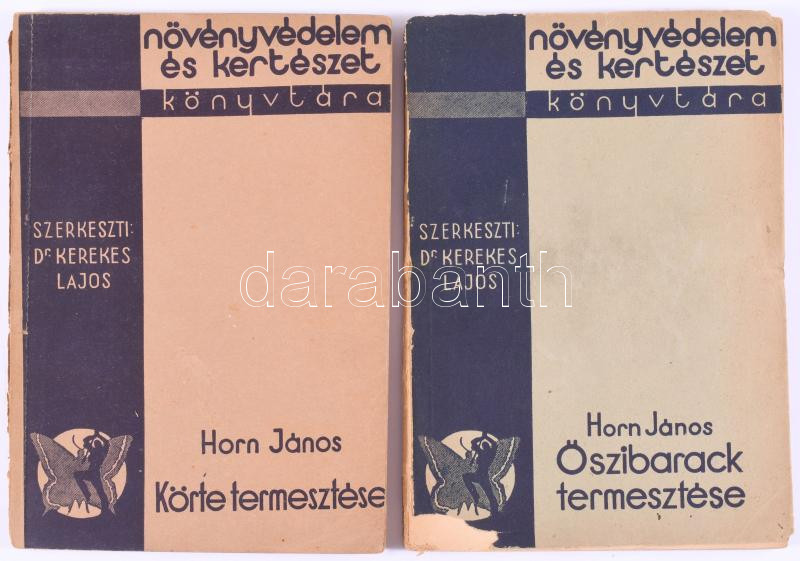 növényvédelem
és kertészet
könyvtára
SZERKESZTI:
Dr KEREKES
LAJOS
Horn János
Körte termesztése
növényvédelem
és kertészet
könyvtára
SZERKESZTI:
Dr KEREKES
LAJOS
Horn János
Őszibarack
termesztése
darabanth